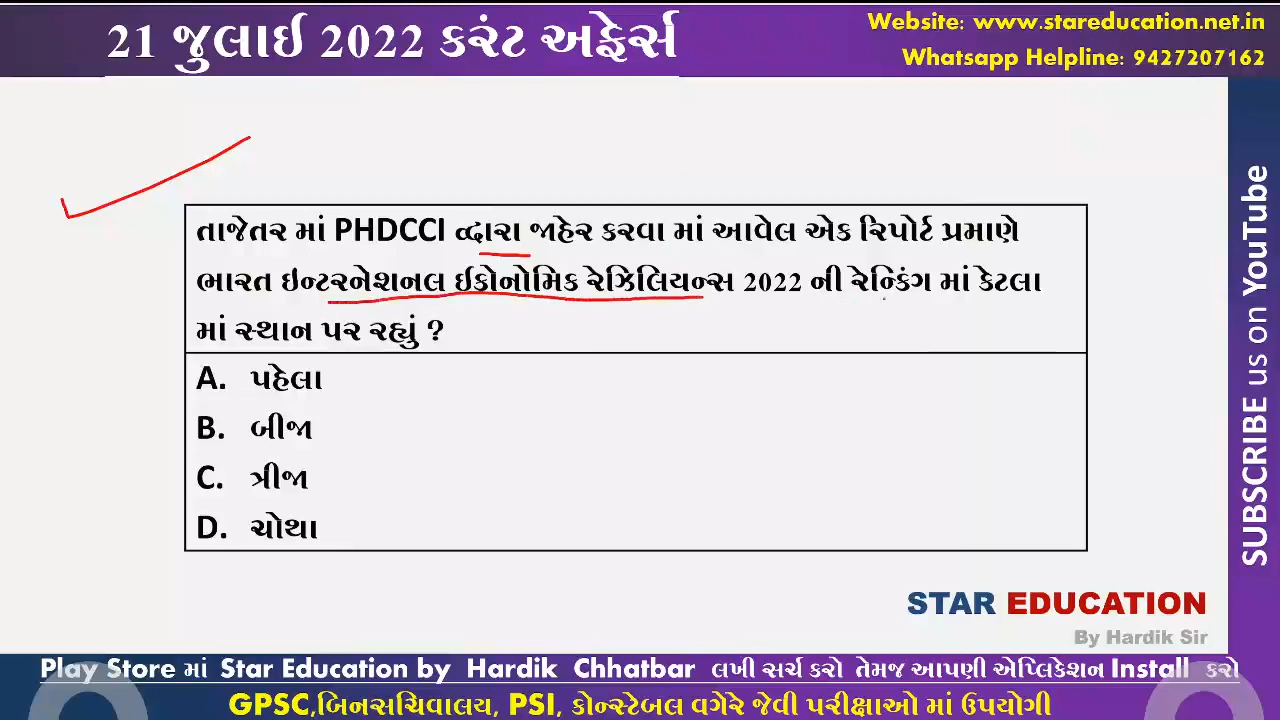 21 જુલાઈ 2022 કરંટ અફેર્સ
Website: www.stareducation.net.in
Whatsapp Helpline: 9427207162
તાજેતર માં PHDCCI દ્વારા જાહેર કરવા માં આવેલ એક રિપોર્ટ પ્રમાણે
ભારત ઇન્ટરનેશનલ ઈકોનોમિક રેઝિલિયન્સ 2022 ની રેન્કિંગ માં કેટલા
માં સ્થાન પર રહ્યું ?
A. પહેલા
B. બીજા
C. ત્રીજા
D. ચોથા
SUBSCRIBE us on YouTube
STAR EDUCATION
By Hardik Sir
Play Store માં Star Education by Hardik Chhatbar લખી સર્ચ કરો તેમજ આપણી એપ્લિકેશન Install કરો
GPSC,બિનસચિવાલય, PSI, કોન્સ્ટેબલ વગેરે જેવી પરીક્ષાઓ માં ઉપયોગી